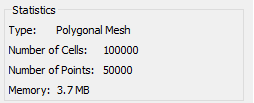 Statistics
Type: Polygonal Mesh
Number of Cells: 100000
Number of Points: 50000
Memory: 3.7 MB